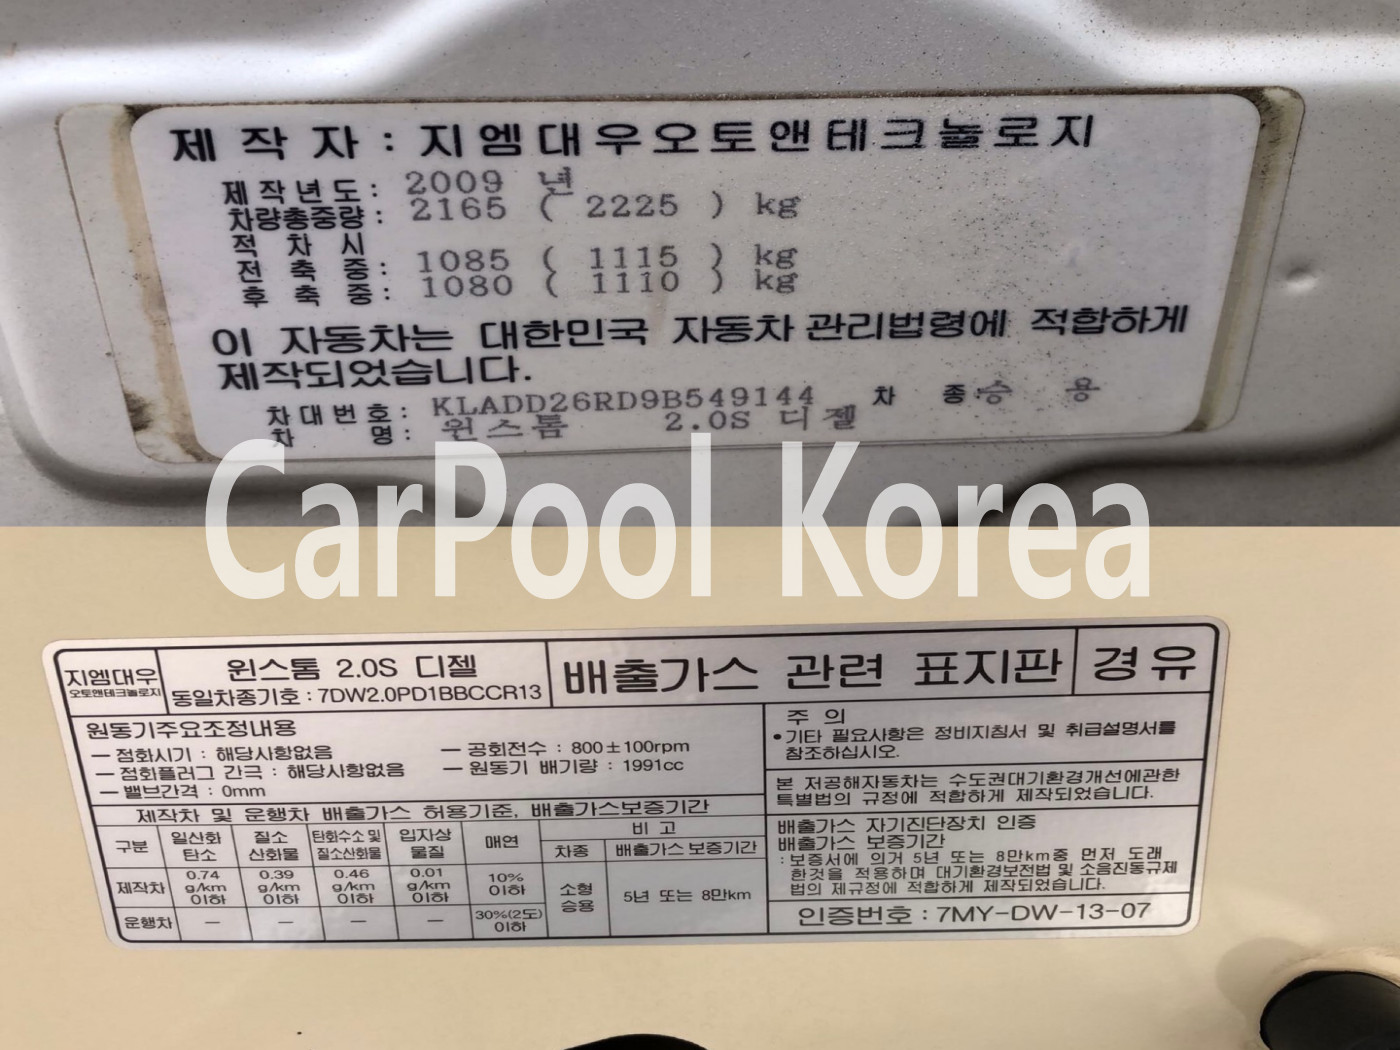 제 작 자 : 지엠대우오토앤테크놀로지
제작년도 : 2009 년
차량총중량 : 2165 ( 2225 ) kg
적 차 시
전 축 중 : 1085 ( 1115 ) kg
후 축 중 : 1080 ( 1110 ) kg
이 자동차는 대한민국 자동차관리법령에 적합하게
제작되었습니다.
차대번호 : KLADD26RD9B549144 차 종:승 용
차 명 : 윈스톰 2.0S 디젤
CarPool Korea
지엠대우
오토앤테크놀로지
윈스톰 2.0S 디젤
동일차종기호 : 7DW2.0PD1BBCCR13
배출가스 관련 표지판
경유
원동기주요조정내용
– 점화시기 : 해당사항없음 – 공회전수 : 800±100rpm
– 점화플러그 간극 : 해당사항없음 – 원동기 배기량 : 1991cc
– 밸브간격 : 0mm
제작차 및 운행차 배출가스 허용기준, 배출가스보증기간
구분 일산화탄소 질소산화물 탄화수소 및 질소산화물 입자상물질 매연 비 고
차종 배출가스 보증기간
제작차 0.74 g/km 이하 0.39 g/km 이하 0.46 g/km 이하 0.01 g/km 이하 10% 이하 소형 승용 5년 또는 8만km
운행차 – – – – 30%(2도) 이하
주 의
•기타 필요사항은 정비지침서 및 취급설명서를
참조하십시오.
본 저공해자동차는 수도권대기환경개선에관한
특별법의 규정에 적합하게 제작되었습니다.
배출가스 자기진단장치 인증
배출가스 보증기간
: 보증서에 의거 5년 또는 8만km중 먼저 도래
한것을 적용하며 대기환경보전법 및 소음진동규제
법의 제규정에 적합하게 제작되었습니다.
인증번호 : 7MY-DW-13-07